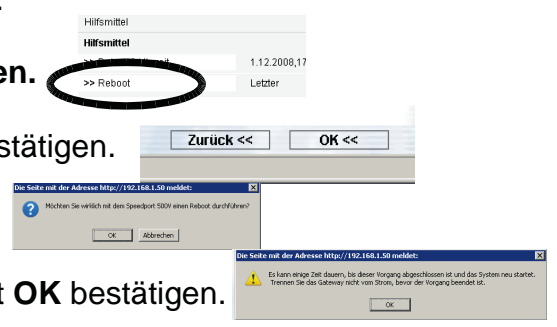 .
Hilfsmittel
Hilfsmittel
1.12.2008,17
en.
>> Reboot Letzter
stätigen.
Zurück << OK <<
Die Seite mit der Adresse http://192.168.1.50 meldet:
Möchten Sie wirklich mit dem Speedport 500V einen Reboot durchführen?
OK Abbrechen
Die Seite mit der Adresse http://192.168.1.50 meldet:
Es kann einige Zeit dauern, bis dieser Vorgang abgeschlossen ist und das System neu startet.
Trennen Sie das Gateway nicht vom Strom, bevor der Vorgang beendet ist.
OK
t OK bestätigen.